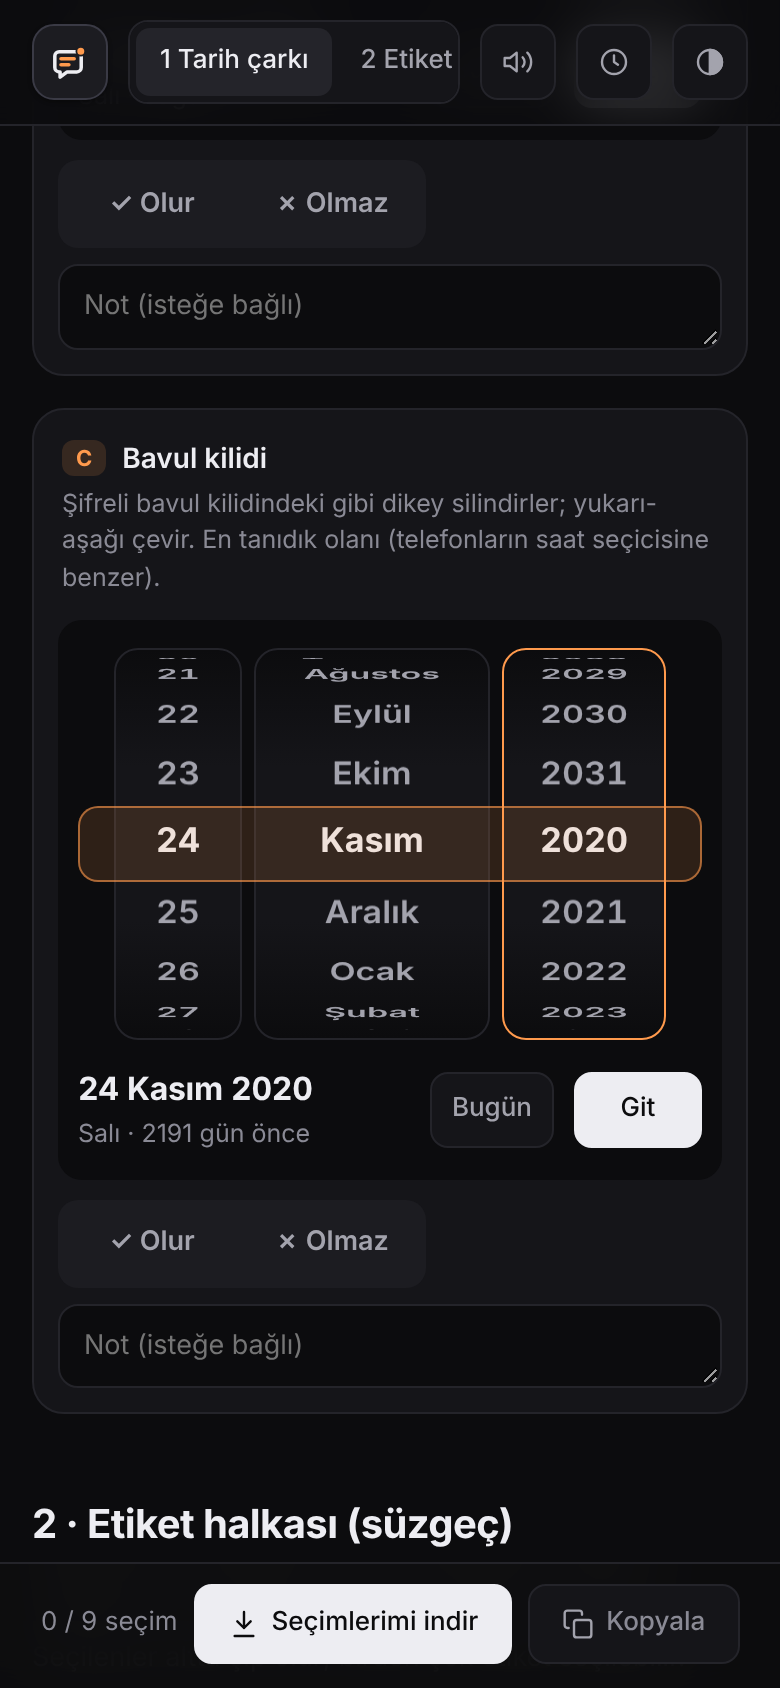 1 Tarih çarkı
2 Etiket
✓ Olur
× Olmaz
Not (isteğe bağlı)
C Bavul kilidi
Şifreli bavul kilidindeki gibi dikey silindirler; yukarı-
aşağı çevir. En tanıdık olanı (telefonların saat seçicisine
benzer).
21 Ağustos 2029
22 Eylül 2030
23 Ekim 2031
24 Kasım 2020
25 Aralık 2021
26 Ocak 2022
27 Şubat 2023
24 Kasım 2020
Salı · 2191 gün önce
Bugün
Git
✓ Olur
× Olmaz
Not (isteğe bağlı)
2 · Etiket halkası (süzgeç)
0 / 9 seçim
Seçimlerimi indir
Kopyala